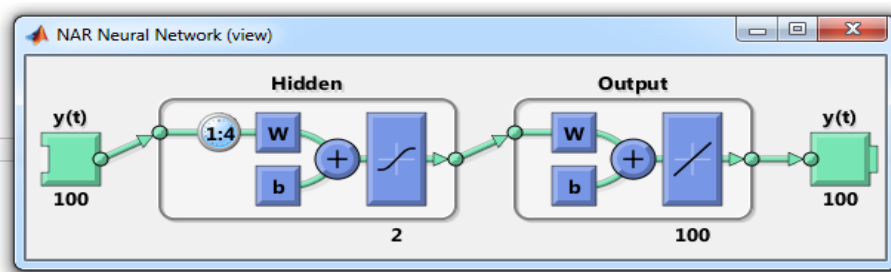 NAR Neural Network (view)
Hidden
Output
y(t)
y(t)
1:4
W
W
b
b
+
+
100
2
100
100